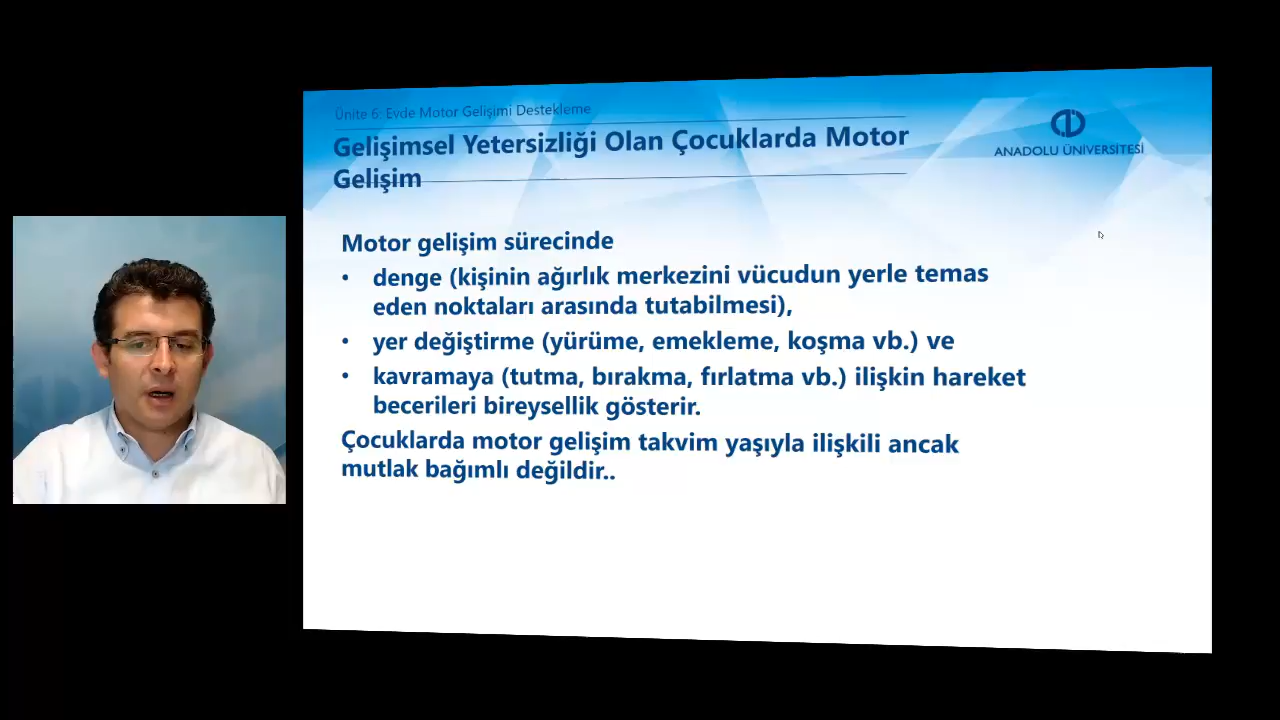 Ünite 6: Evde Motor Gelişimi Destekleme
Gelişimsel Yetersizliği Olan Çocuklarda Motor
Gelişim
ANADOLU ÜNİVERSİTESİ
Motor gelişim sürecinde
• denge (kişinin ağırlık merkezini vücudun yerle temas
eden noktaları arasında tutabilmesi),
• yer değiştirme (yürüme, emekleme, koşma vb.) ve
• kavramaya (tutma, bırakma, fırlatma vb.) ilişkin hareket
becerileri bireysellik gösterir.
Çocuklarda motor gelişim takvim yaşıyla ilişkili ancak
mutlak bağımlı değildir..